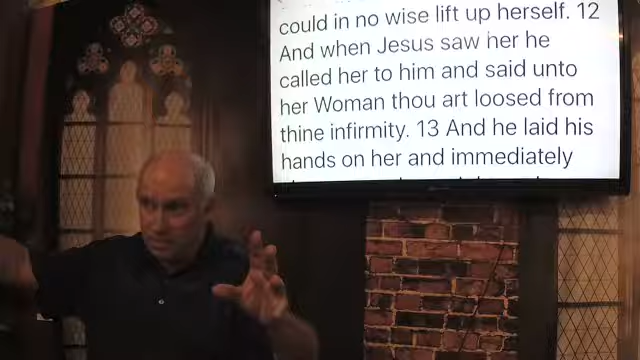 could in no wise lift up herself. 12
And when Jesus saw her he
called her to him and said unto
her Woman thou art loosed from
thine infirmity. 13 And he laid his
hands on her and immediately